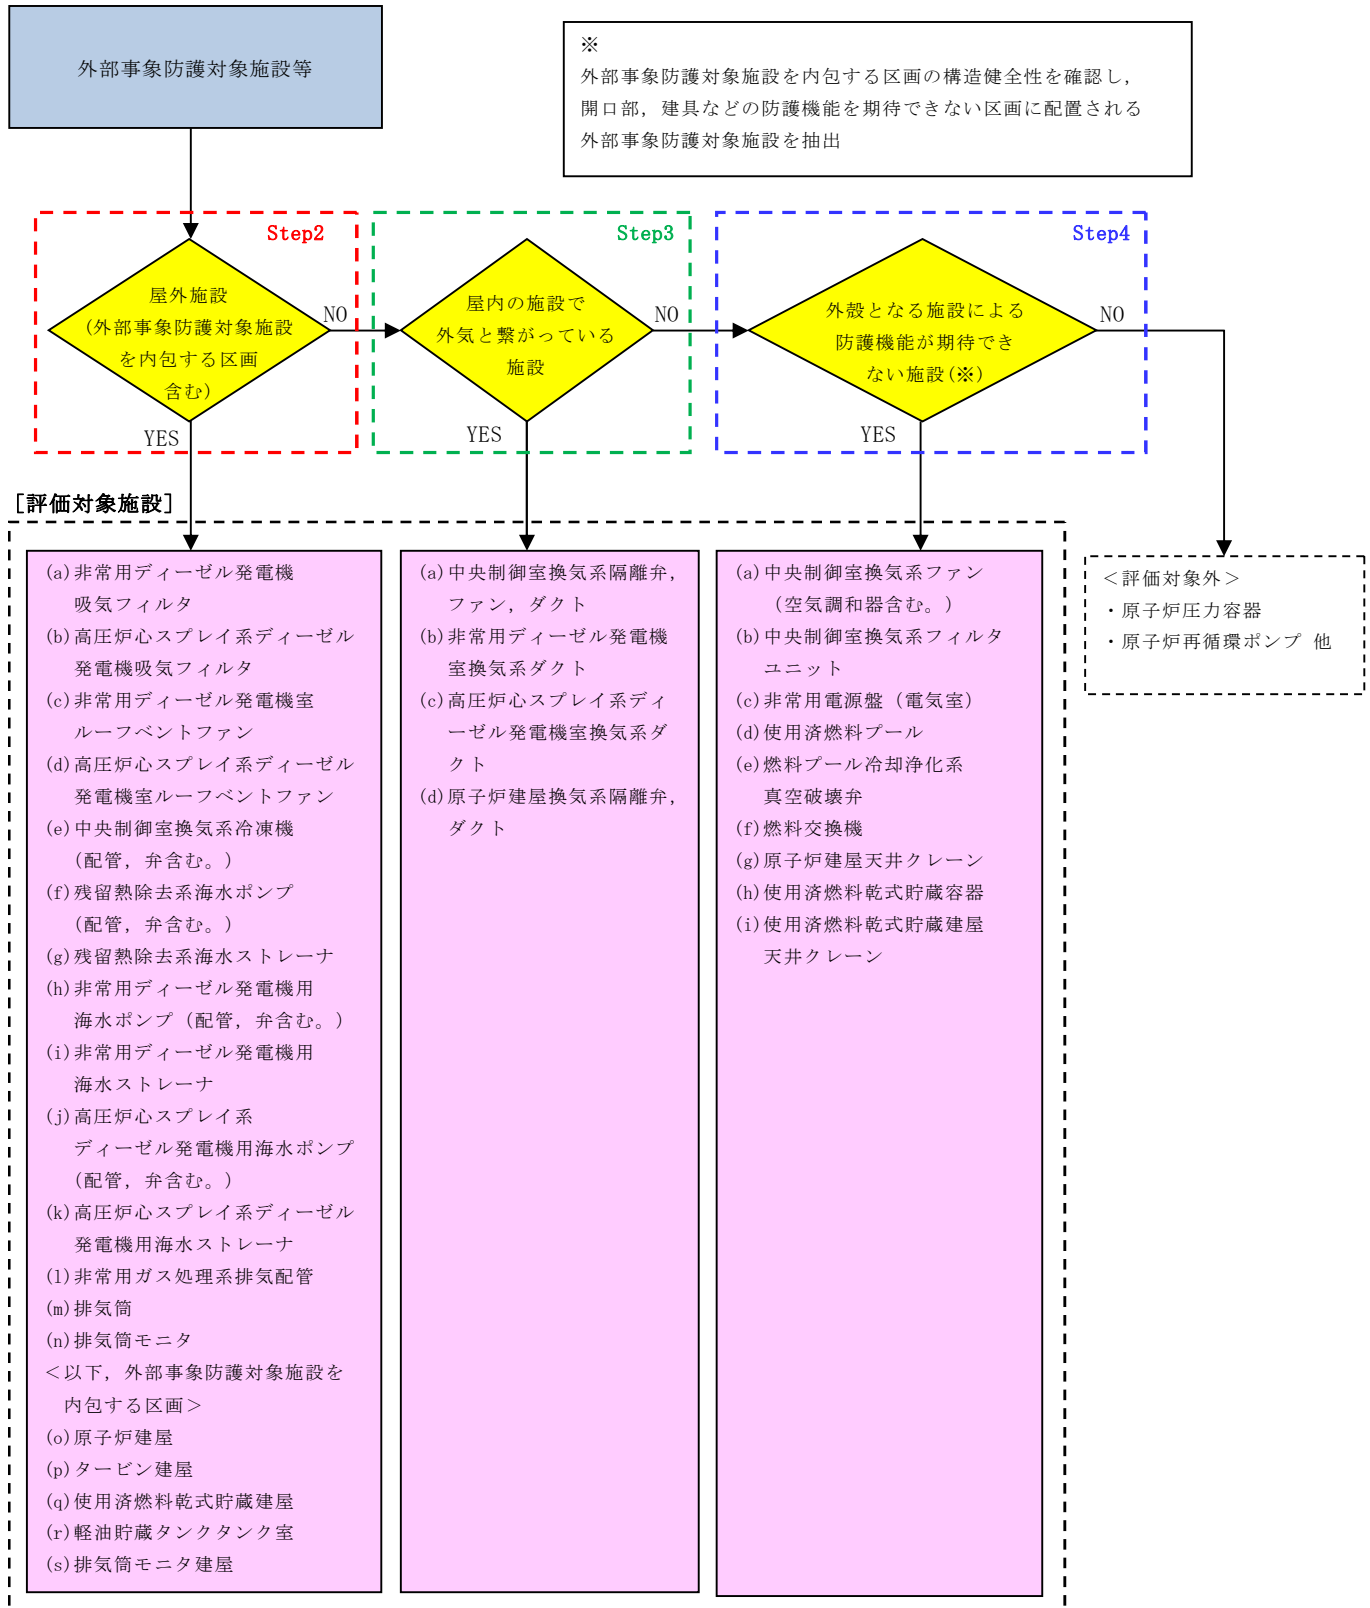 外部事象防護対象施設等
※
外部事象防護対象施設を内包する区画の構造健全性を確認し，
開口部，建具などの防護機能を期待できない区画に配置される
外部事象防護対象施設を抽出
Step2
屋外施設
(外部事象防護対象施設
を内包する区画
含む)
NO
YES
Step3
屋内の施設で
外気と繋がっている
施設
NO
YES
Step4
外殻となる施設による
防護機能が期待でき
ない施設(※)
NO
YES
[評価対象施設]
(a)非常用ディーゼル発電機
吸気フィルタ
(b)高圧炉心スプレイ系ディーゼル
発電機吸気フィルタ
(c)非常用ディーゼル発電機室
ルーフベントファン
(d)高圧炉心スプレイ系ディーゼル
発電機室ルーフベントファン
(e)中央制御室換気系冷凍機
（配管，弁含む。）
(f)残留熱除去系海水ポンプ
（配管，弁含む。）
(g)残留熱除去系海水ストレーナ
(h)非常用ディーゼル発電機用
海水ポンプ（配管，弁含む。）
(i)非常用ディーゼル発電機用
海水ストレーナ
(j)高圧炉心スプレイ系
ディーゼル発電機用海水ポンプ
（配管，弁含む。）
(k)高圧炉心スプレイ系ディーゼル
発電機用海水ストレーナ
(l)非常用ガス処理系排気配管
(m)排気筒
(n)排気筒モニタ
＜以下，外部事象防護対象施設を
内包する区画＞
(o)原子炉建屋
(p)タービン建屋
(q)使用済燃料乾式貯蔵建屋
(r)軽油貯蔵タンクタンク室
(s)排気筒モニタ建屋
(a)中央制御室換気系隔離弁，
ファン，ダクト
(b)非常用ディーゼル発電機
室換気系ダクト
(c)高圧炉心スプレイ系ディ
ーゼル発電機室換気系ダ
クト
(d)原子炉建屋換気系隔離弁，
ダクト
(a)中央制御室換気系ファン
（空気調和器含む。）
(b)中央制御室換気系フィルタ
ユニット
(c)非常用電源盤（電気室）
(d)使用済燃料プール
(e)燃料プール冷却浄化系
真空破壊弁
(f)燃料交換機
(g)原子炉建屋天井クレーン
(h)使用済燃料乾式貯蔵容器
(i)使用済燃料乾式貯蔵建屋
天井クレーン
＜評価対象外＞
・原子炉圧力容器
・原子炉再循環ポンプ 他